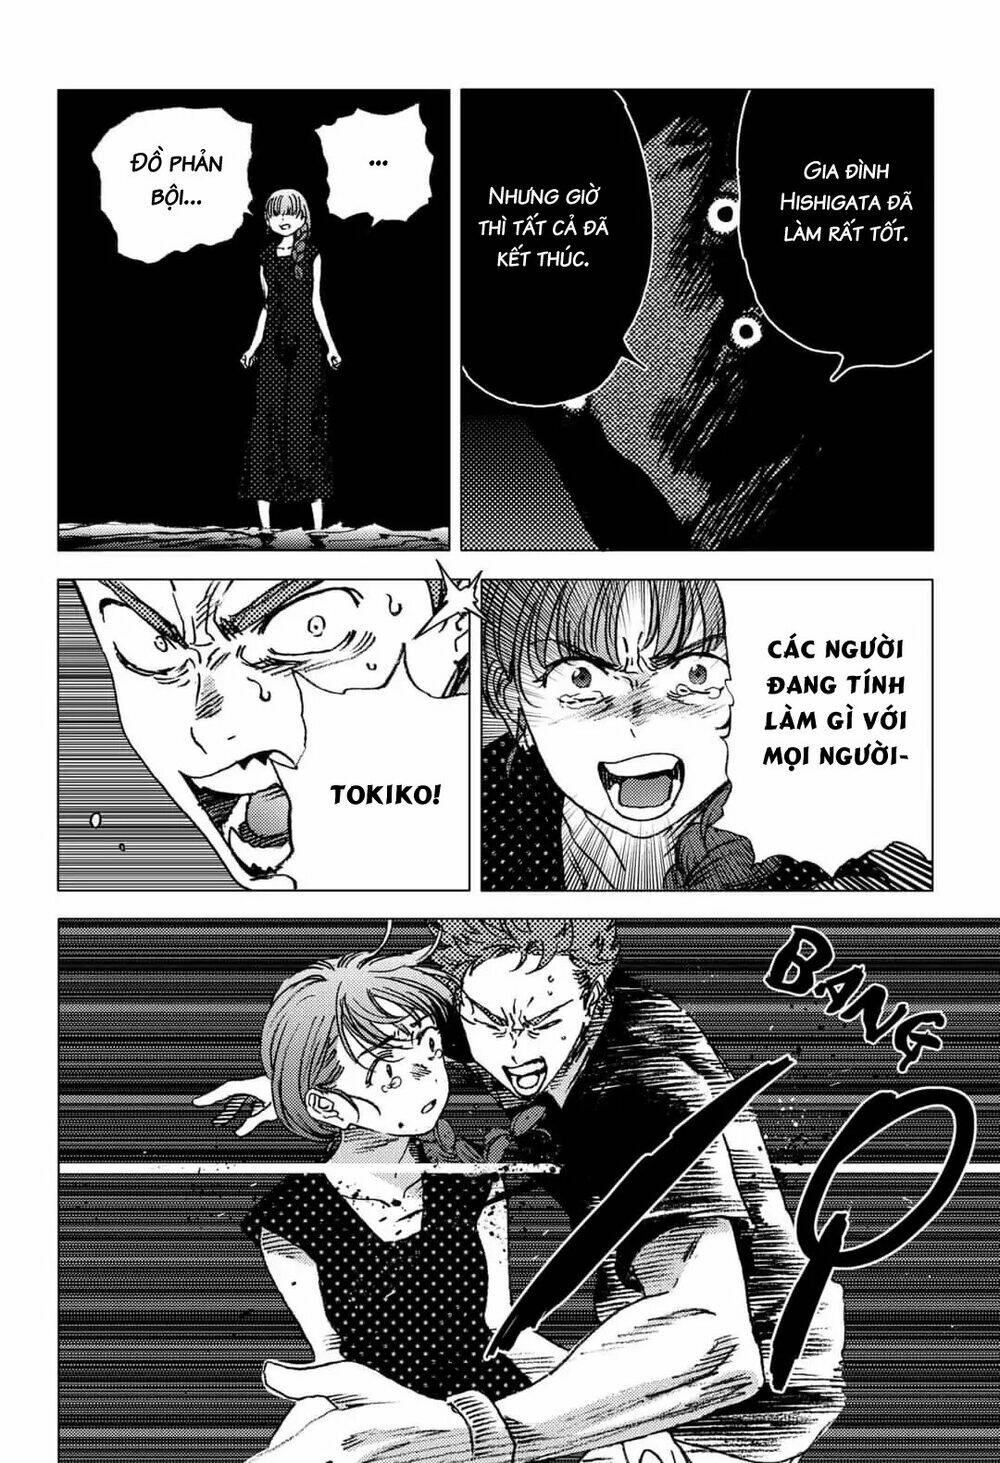 GIA ĐÌNH
HISHIGATA ĐÃ
LÀM RẤT TỐT.
NHƯNG GIỜ
THÌ TẤT CẢ ĐÃ
KẾT THÚC.
...
ĐỒ PHẢN
BỘI...
CÁC NGƯỜI
ĐANG TÍNH
LÀM GÌ VỚI
MỌI NGƯỜI-
TOKIKO!
BANG